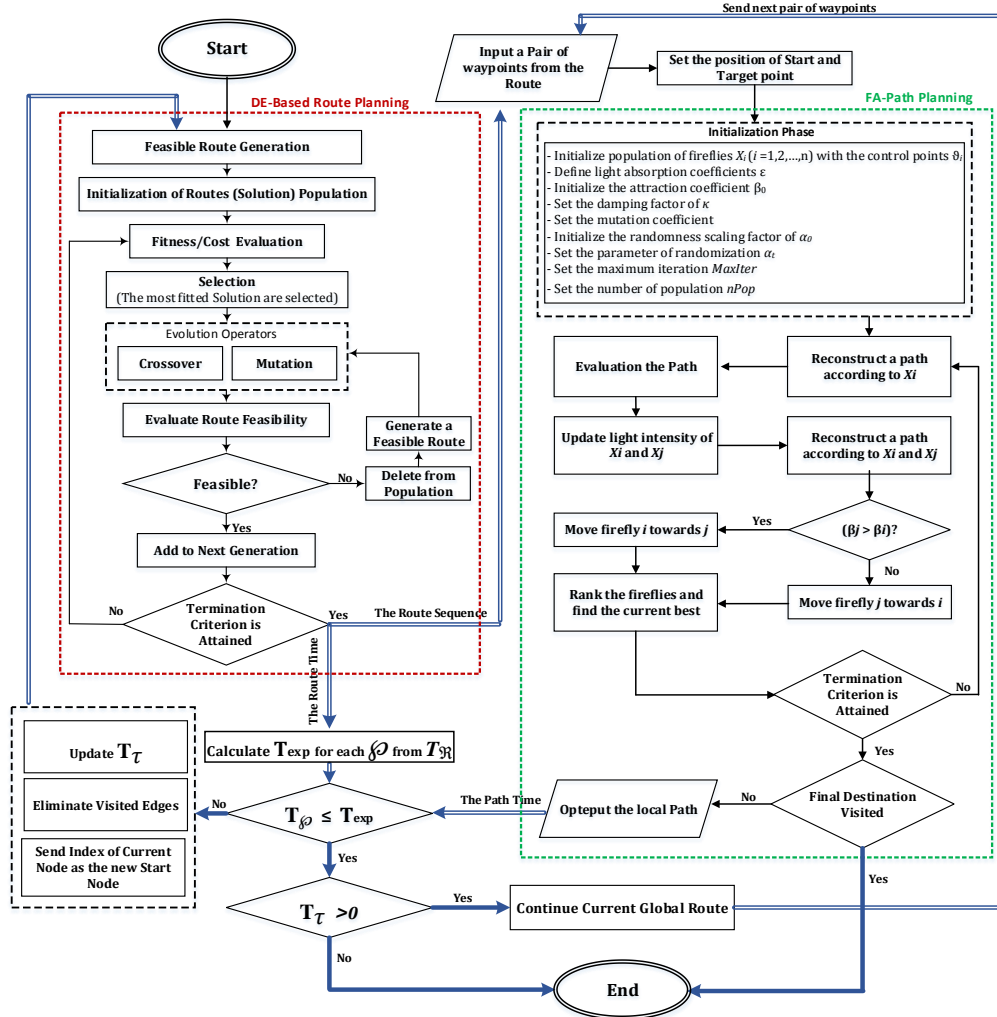 Send next pair of waypoints
Start
Input a Pair of
waypoints from the
Route
Set the position of Start and
Target point
DE-Based Route Planning
FA-Path Planning
Feasible Route Generation
Initialization of Routes (Solution) Population
Fitness/Cost Evaluation
Selection
(The most fitted Solution are selected)
Evolution Operators
Crossover
Mutation
Evaluate Route Feasibility
Generate a
Feasible Route
Feasible?
No
Delete from
Population
Yes
Add to Next Generation
No
Termination
Criterion is
Attained
Yes
The Route Sequence
The Route Time
Initialization Phase
- Initialize population of fireflies Xi (i =1,2,...,n) with the control points ϑi
- Define light absorption coefficients ε
- Initialize the attraction coefficient β0
- Set the damping factor of κ
- Set the mutation coefficient
- Initialize the randomness scaling factor of α0
- Set the parameter of randomization αt
- Set the maximum iteration MaxIter
- Set the number of population nPop
Evaluation the Path
Reconstruct a path
according to Xi
Update light intensity of
Xi and Xj
Reconstruct a path
according to Xi and Xj
Move firefly i towards j
Yes
(βj > βi)?
No
Rank the fireflies and
find the current best
Move firefly j towards i
Termination
Criterion is
Attained
No
Yes
Final Destination
Visited
No
Opteput the local Path
The Path Time
Yes
Calculate Texp for each ℘ from Tℜ
Update Tτ
Eliminate Visited Edges
Send Index of Current
Node as the new Start
Node
No
T℘ ≤ Texp
Yes
Tτ >0
Yes
Continue Current Global Route
No
End